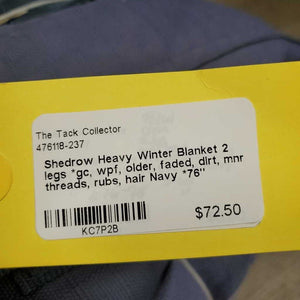 The Tack Collector
476118-237
Shedrow Heavy Winter Blanket 2
legs *gc, wpf, older, faded, dirt, mnr
threads, rubs, hair Navy *76"
$72.50
KC7P2B